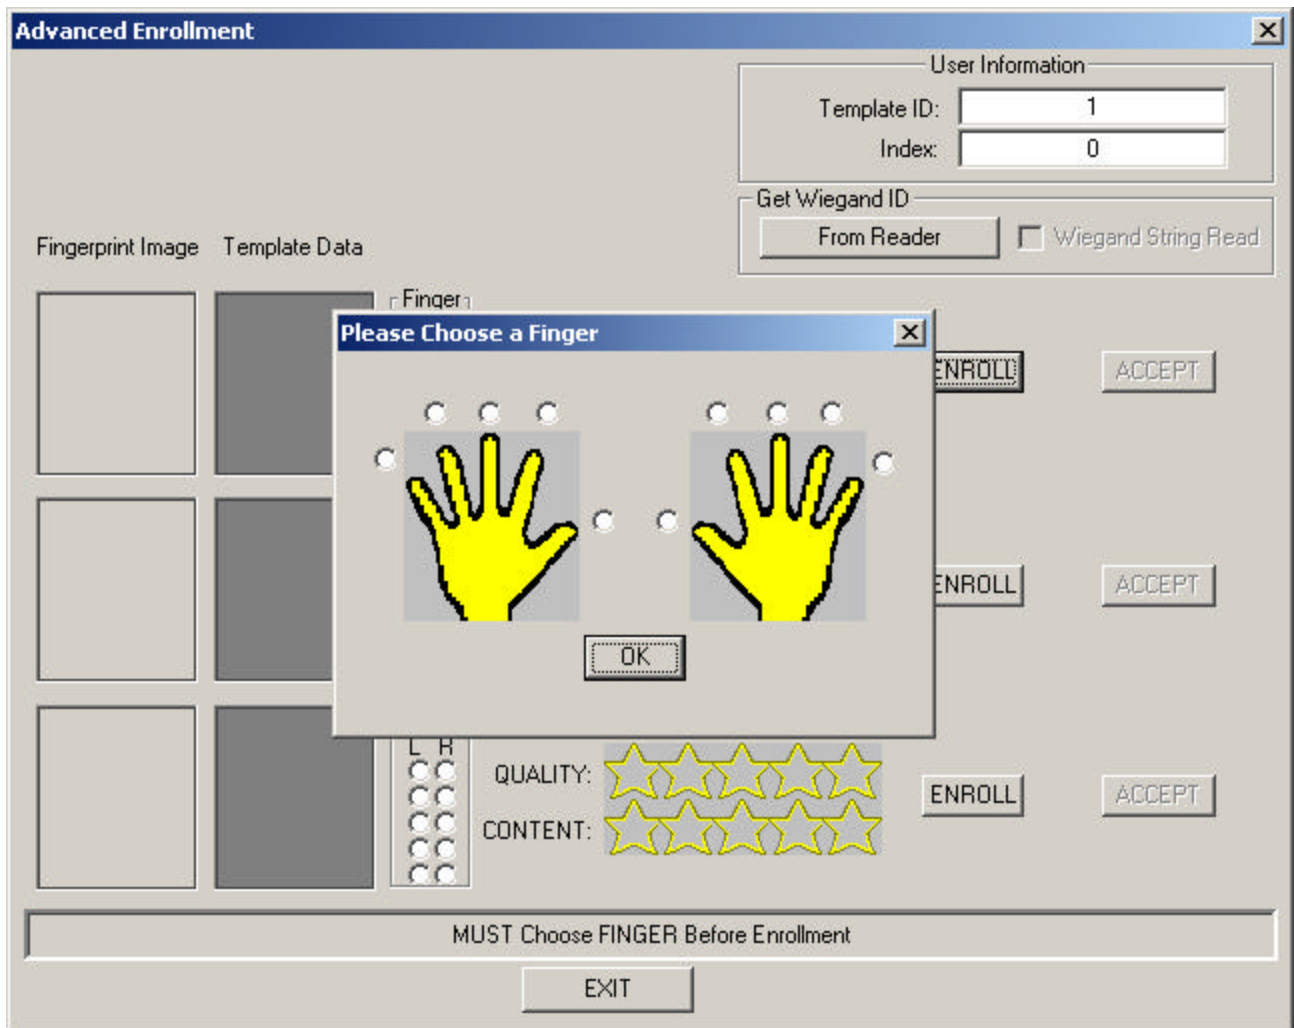 Advanced Enrollment
User Information
Template ID: 1
Index: 0
Get Wiegand ID
From Reader Wiegand String Read
Fingerprint Image Template Data
Finger
Please Choose a Finger
ENROLL ACCEPT
ENROLL ACCEPT
OK
L R
QUALITY:
ENROLL ACCEPT
CONTENT:
MUST Choose FINGER Before Enrollment
EXIT